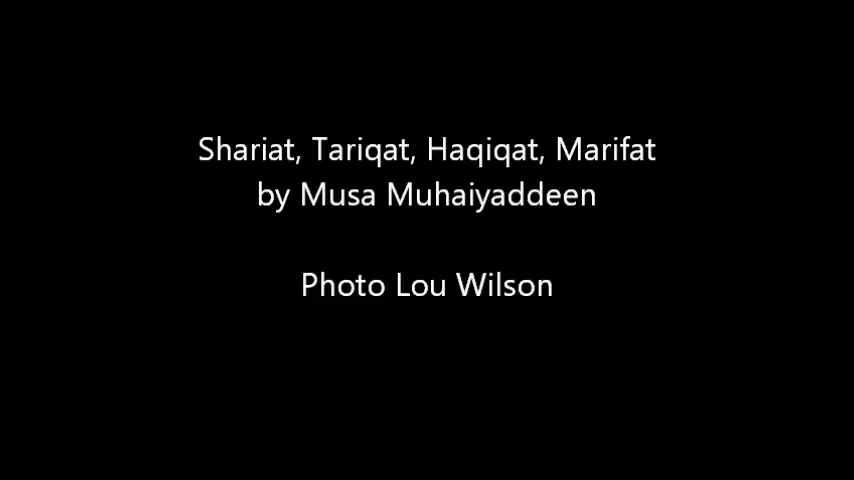 Shariat, Tariqat, Haqiqat, Marifat
by Musa Muhaiyaddeen
Photo Lou Wilson